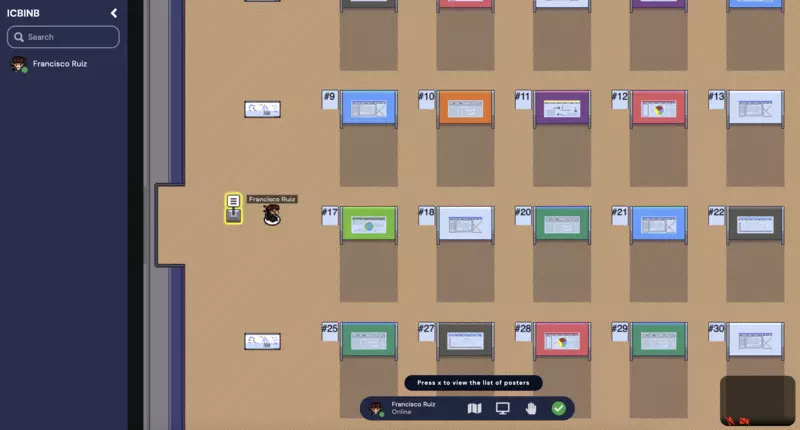 ICBINB
Search
Francisco Ruiz
#9
#10
#11
#12
#13
Francisco Ruiz
#17
#18
#20
#21
#22
#25
#27
#28
#29
#30
Press x to view the list of posters
Francisco Ruiz
Online